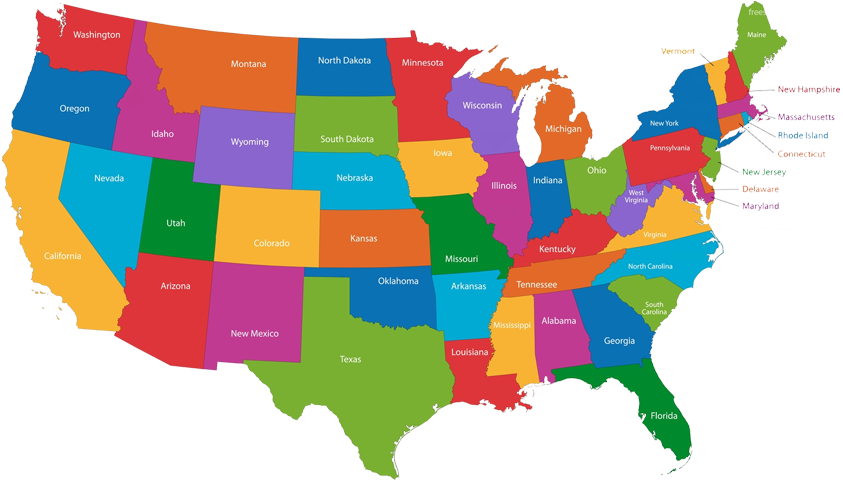 free
Maine
Washington
Vermont
Montana
North Dakota
Minnesota
New Hampshire
Oregon
Wisconsin
Massachusetts
New York
Michigan
Idaho
Rhode Island
Wyoming
South Dakota
Pennsylvania
Iowa
Connecticut
Ohio
New Jersey
Nevada
Nebraska
Indiana
Illinois
Delaware
West
Virginia
Maryland
Utah
Colorado
Kansas
Virginia
Kentucky
California
Missouri
North Carolina
Arizona
Oklahoma
Arkansas
Tennessee
South
Carolina
Mississippi
Alabama
New Mexico
Georgia
Texas
Louisiana
Florida